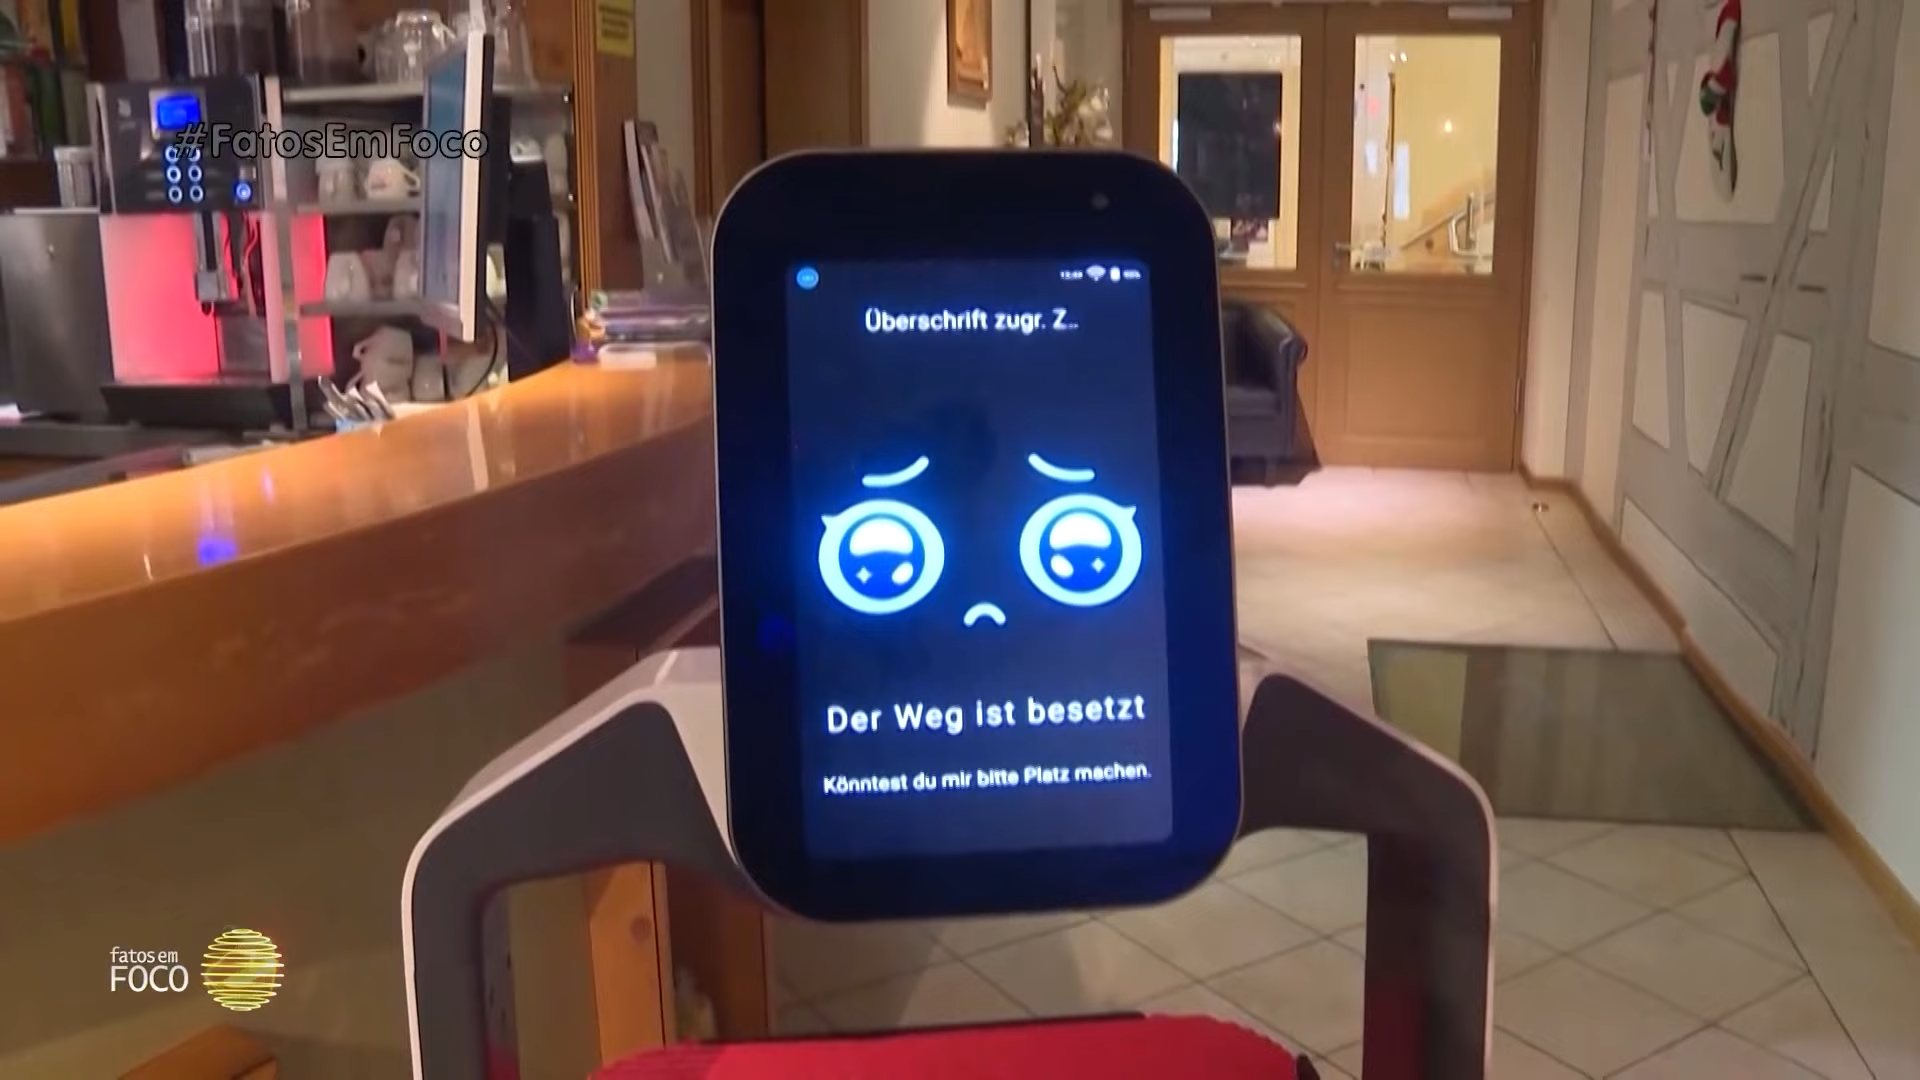 #FatosEmFoco
Überschrift zugr. Z..
Der Weg ist besetzt
Könntest du mir bitte Platz machen.
fatos em
FOCO